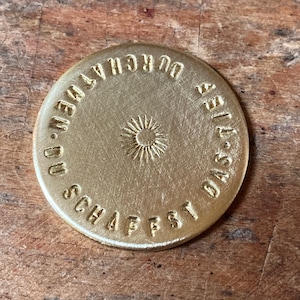 TIEF DURCHATMEN · DU SCHAFFST DAS ·